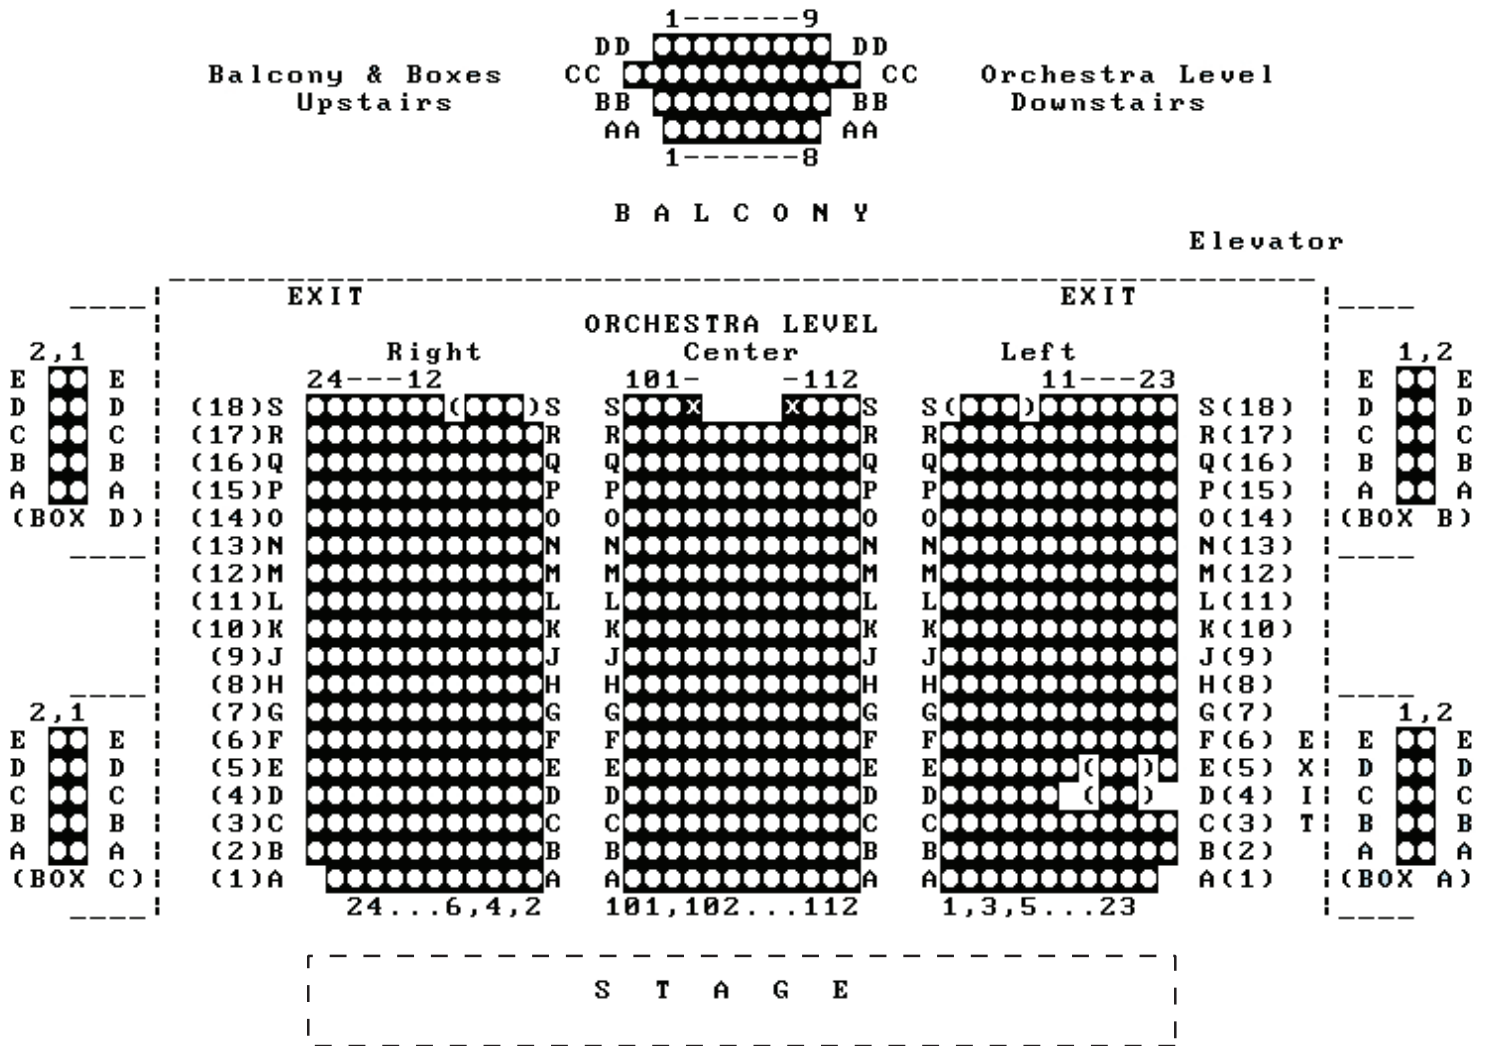 1------9
DD DD
Balcony & Boxes CC CC Orchestra Level
Upstairs BB BB Downstairs
AA AA
1------8
B A L C O N Y
Elevator
EXIT EXIT
ORCHESTRA LEVEL
2,1 Right Center Left 1,2
E E 24---12 101- -112 11---23 E E
D D (18)S ( )S S x x S S( ) S(18) D D
C C (17)R R R R R R(17) C C
B B (16)Q Q Q Q Q Q(16) B B
A A (15)P P P P P P(15) A A
(BOX D) (14)O O O O O O(14) (BOX B)
(13)N N N N N N(13)
(12)M M M M M M(12)
(11)L L L L L L(11)
(10)K K K K K K(10)
(9)J J J J J J(9)
(8)H H H H H H(8)
2,1 (7)G G G G G G(7) 1,2
E E (6)F F F F F F(6) E E E
D D (5)E E E E E ( ) E(5) X D D
C C (4)D D D D D ( ) D(4) I C C
B B (3)C C C C C C(3) T B B
A A (2)B B B B B B(2) A A
(BOX C) (1)A A A A A A(1) (BOX A)
24...6,4,2 101,102...112 1,3,5...23
S T A G E